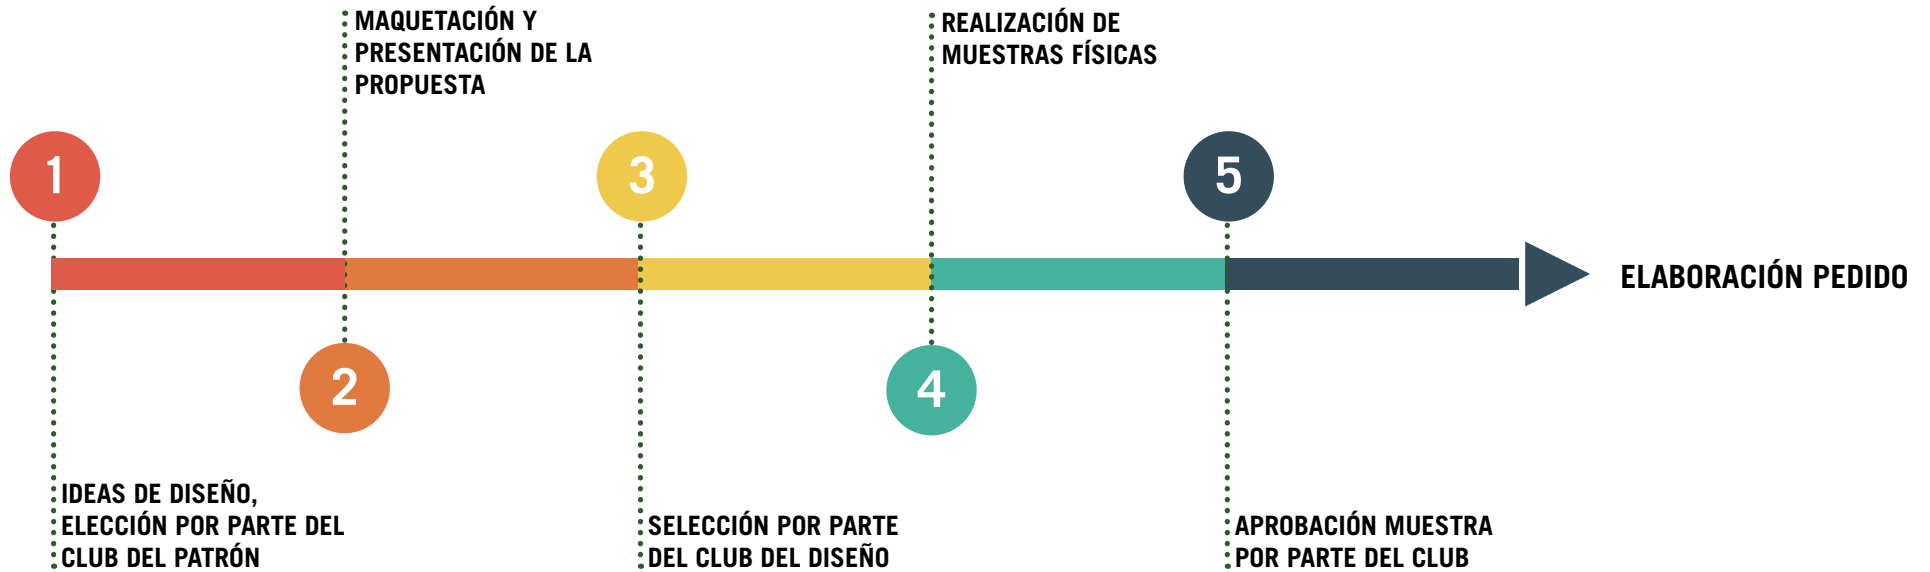 MAQUETACIÓN Y
PRESENTACIÓN DE LA
PROPUESTA
REALIZACIÓN DE
MUESTRAS FÍSICAS
1
3
5
ELABORACIÓN PEDIDO
2
4
IDEAS DE DISEÑO,
ELECCIÓN POR PARTE DEL
CLUB DEL PATRÓN
SELECCIÓN POR PARTE
DEL CLUB DEL DISEÑO
APROBACIÓN MUESTRA
POR PARTE DEL CLUB